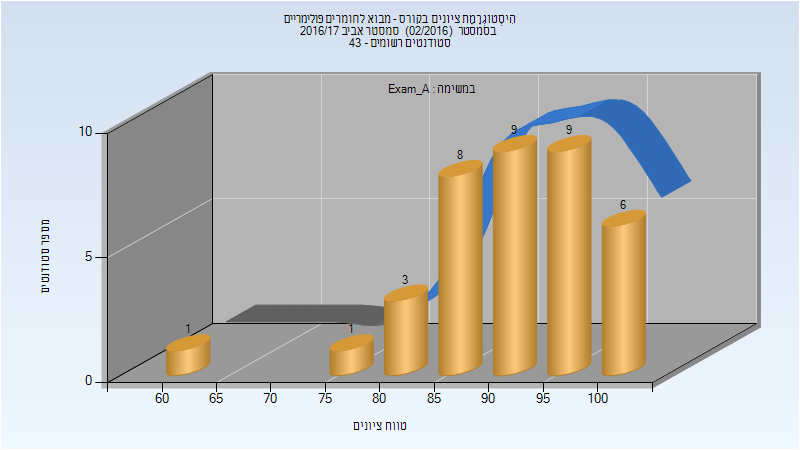 היסטוגרמת ציונים בקורס - מבוא לחומרים פולימריים
בסמסטר (02/2016) סמסטר אביב 2016/17
סטודנטים רשומים - 43
במשימה : Exam_A
10
5
0
מספר סטודנטים
1
1
3
8
9
9
6
60 65 70 75 80 85 90 95 100
טווח ציונים